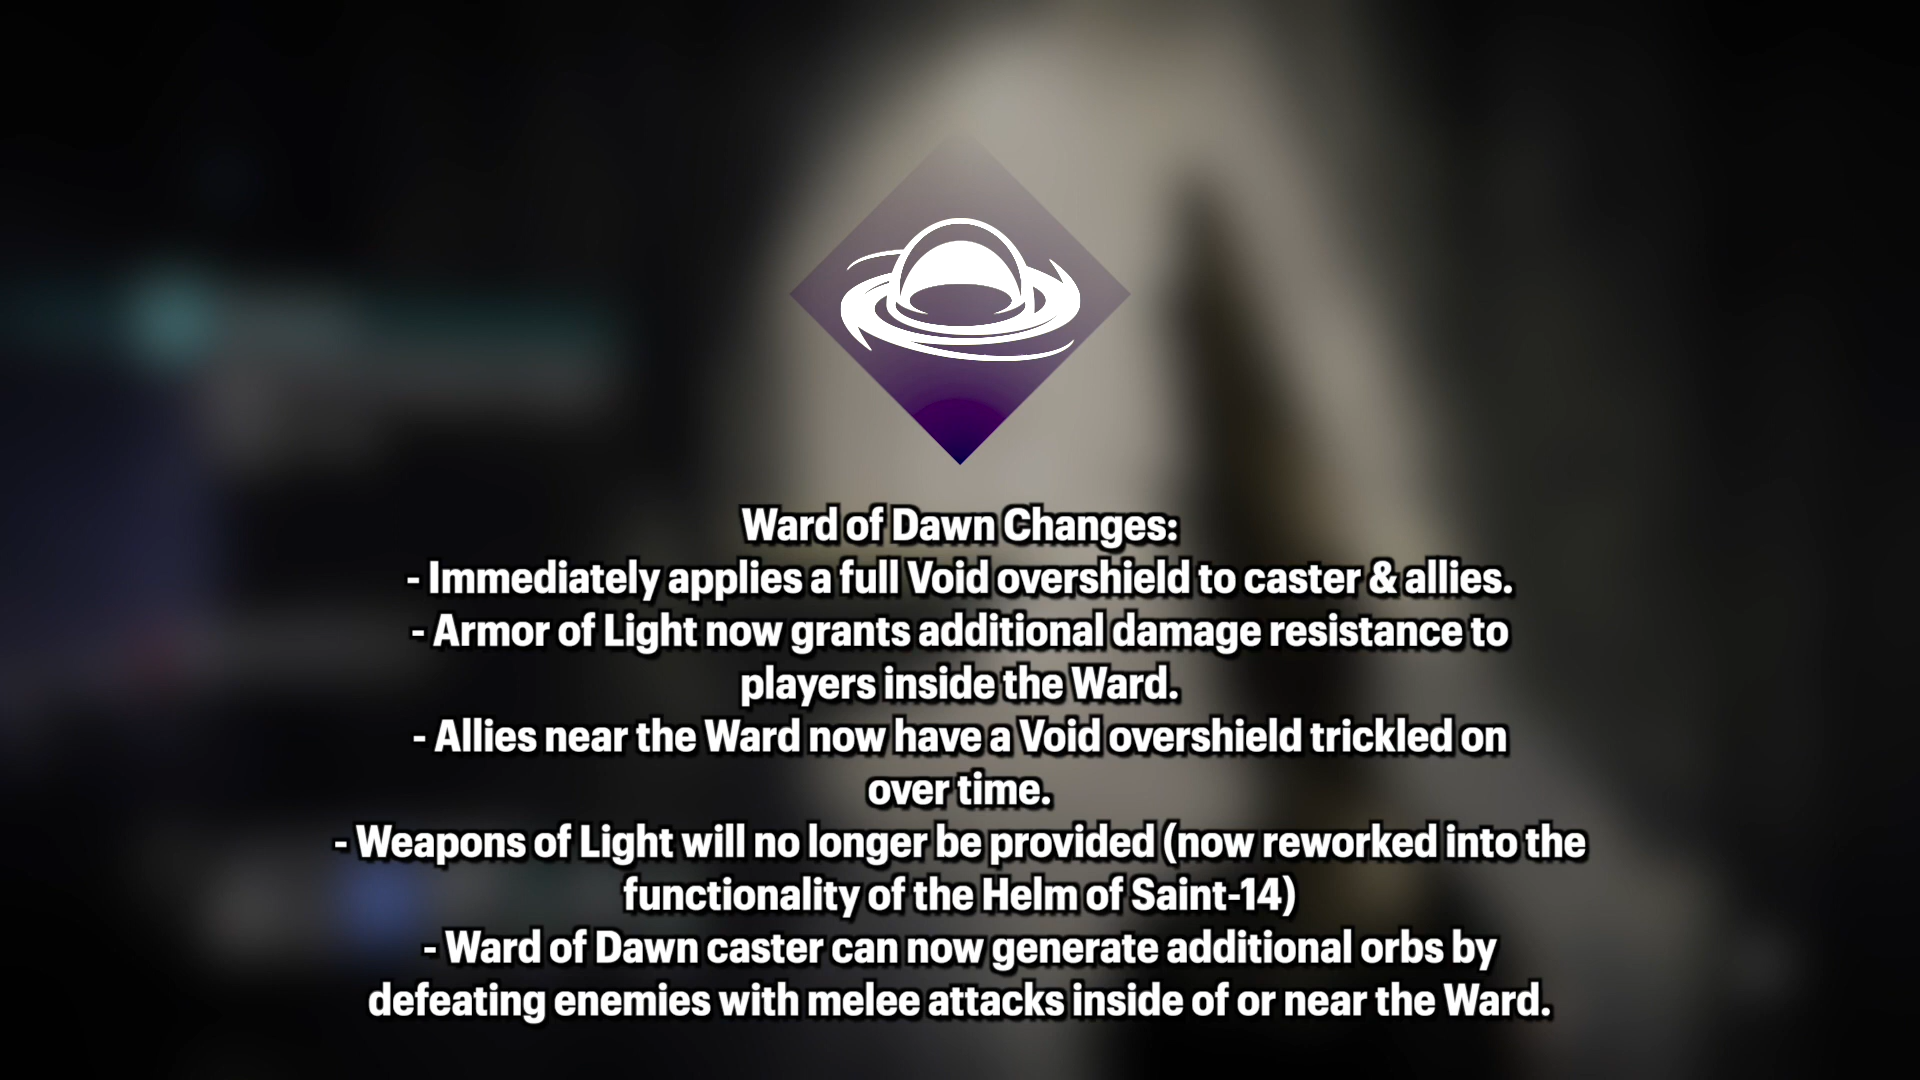 Ward of Dawn Changes:
- Immediately applies a full Void overshield to caster & allies.
- Armor of Light now grants additional damage resistance to
players inside the Ward.
- Allies near the Ward now have a Void overshield trickled on
over time.
- Weapons of Light will no longer be provided (now reworked into the
functionality of the Helm of Saint-14)
- Ward of Dawn caster can now generate additional orbs by
defeating enemies with melee attacks inside of or near the Ward.